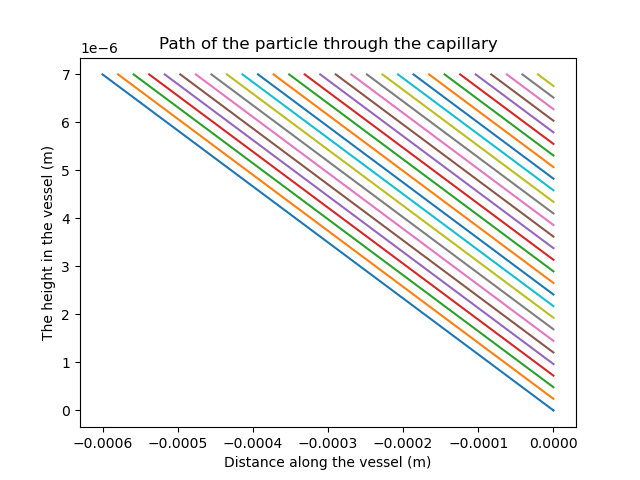 Path of the particle through the capillary
1e−6
7
6
5
4
3
2
1
0
The height in the vessel (m)
−0.0006 −0.0005 −0.0004 −0.0003 −0.0002 −0.0001 0.0000
Distance along the vessel (m)